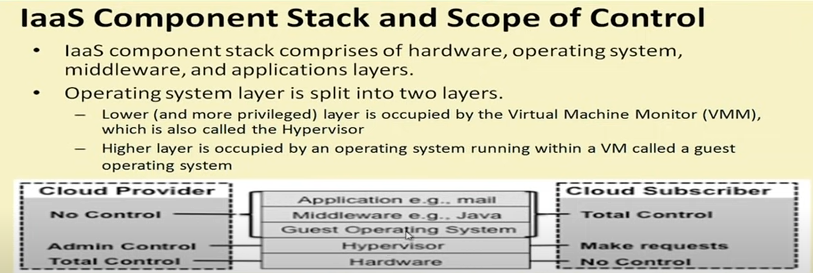 IaaS Component Stack and Scope of Control
• IaaS component stack comprises of hardware, operating system,
middleware, and applications layers.
• Operating system layer is split into two layers.
– Lower (and more privileged) layer is occupied by the Virtual Machine Monitor (VMM),
which is also called the Hypervisor
– Higher layer is occupied by an operating system running within a VM called a guest
operating system
Cloud Provider
No Control
Admin Control
Total Control
Application e.g., mail
Middleware e.g., Java
Guest Operating System
Hypervisor
Hardware
Cloud Subscriber
Total Control
Make requests
No Control